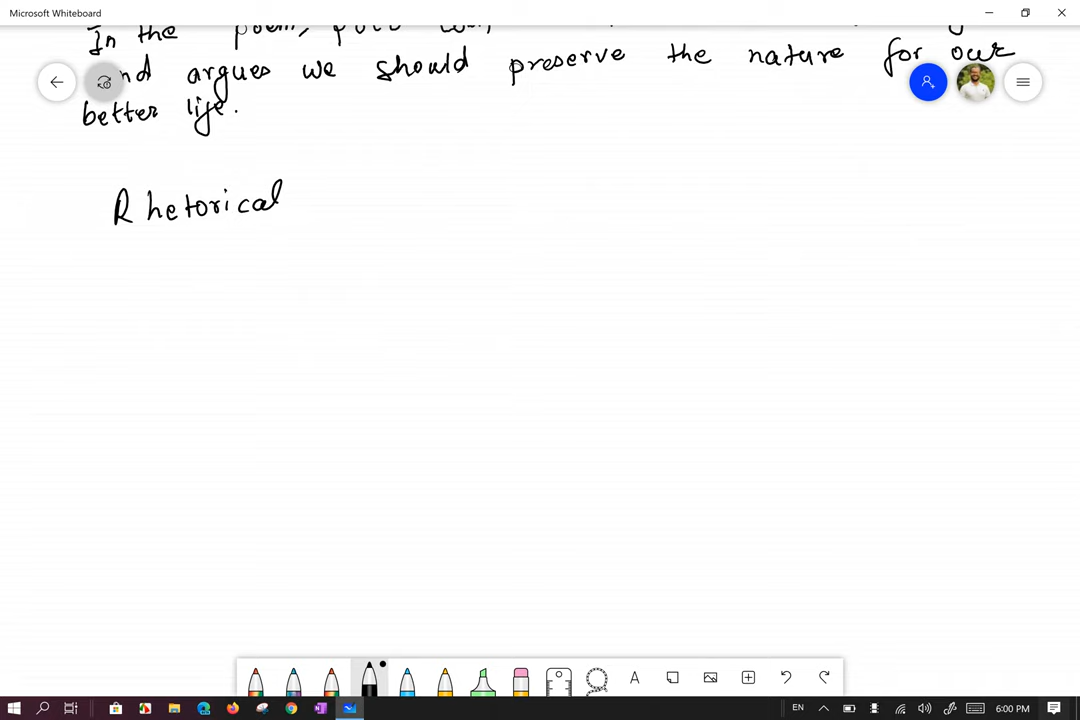 Microsoft Whiteboard
In the poem,
and argues we should preserve the nature for our
better life.
Rhetorical
EN
6:00 PM